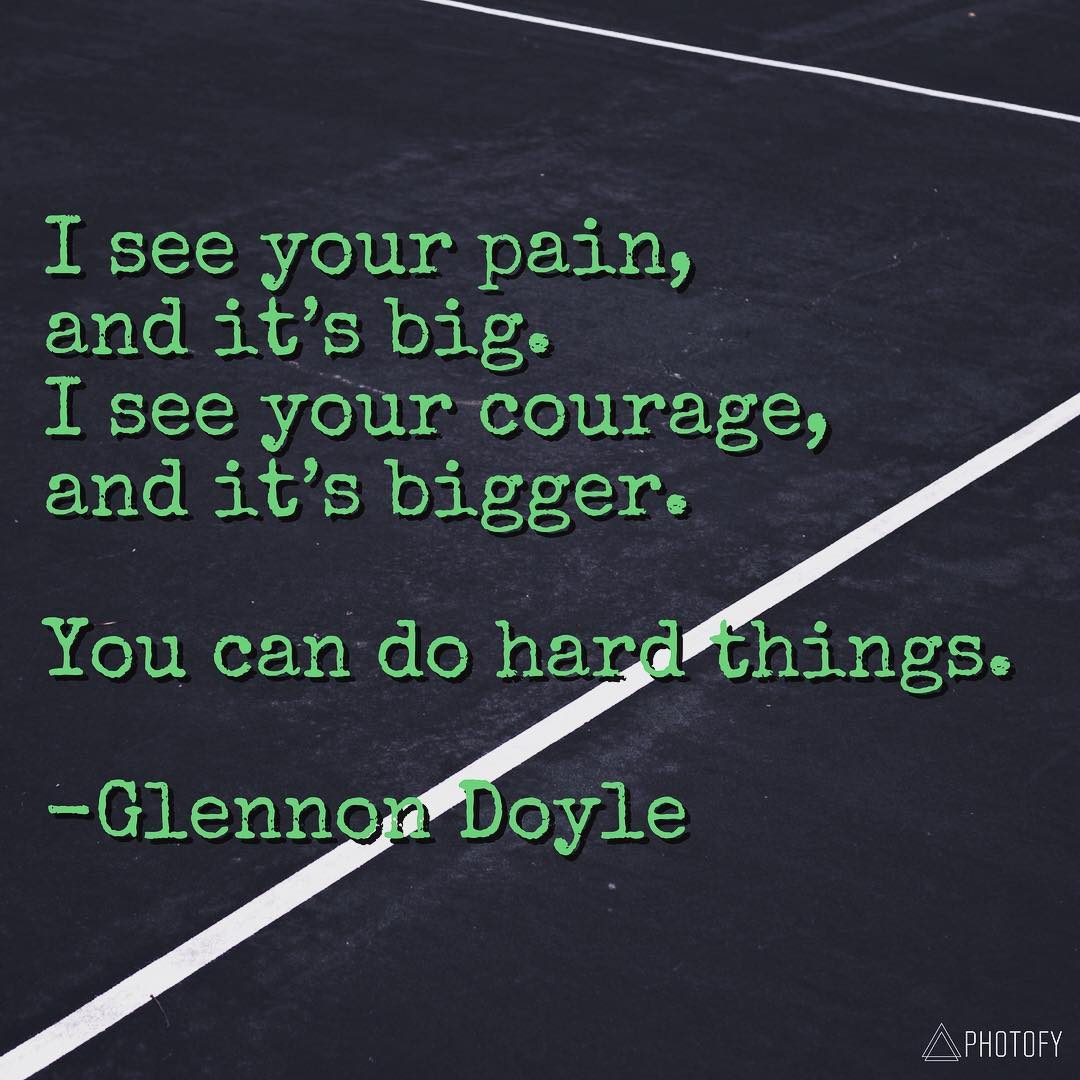 I see your pain,
and it’s big.
I see your courage,
and it’s bigger.
You can do hard things.
-Glennon Doyle
PHOTOFY